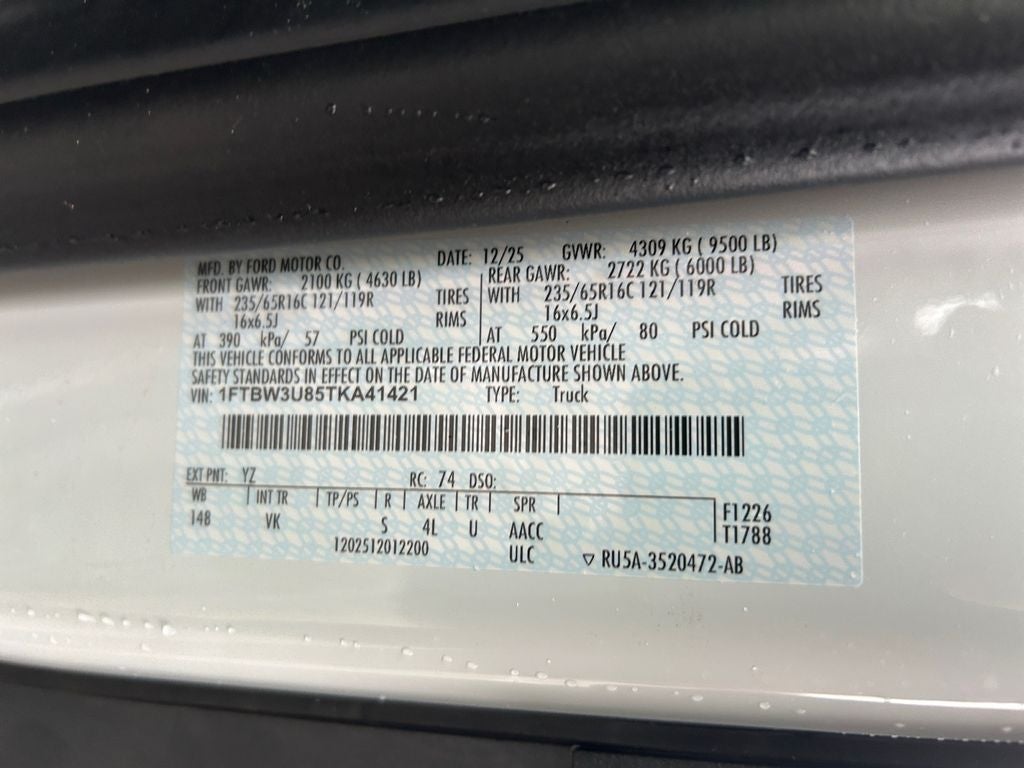 MFD. BY FORD MOTOR CO. DATE: 12/25 GVWR: 4309 KG ( 9500 LB)
FRONT GAWR: 2100 KG ( 4630 LB) REAR GAWR: 2722 KG ( 6000 LB)
WITH 235/65R16C 121/119R TIRES WITH 235/65R16C 121/119R TIRES
16x6.5J RIMS 16x6.5J RIMS
AT 390 kPa/ 57 PSI COLD AT 550 kPa/ 80 PSI COLD
THIS VEHICLE CONFORMS TO ALL APPLICABLE FEDERAL MOTOR VEHICLE
SAFETY STANDARDS IN EFFECT ON THE DATE OF MANUFACTURE SHOWN ABOVE.
VIN: 1FTBW3U85TKA41421 TYPE: Truck
EXT PNT: YZ RC: 74 DSO:
WB INT TR TP/PS R AXLE TR SPR F1226
148 VK S 4L U AACC T1788
1202512012200 ULC ▽ RU5A-3520472-AB